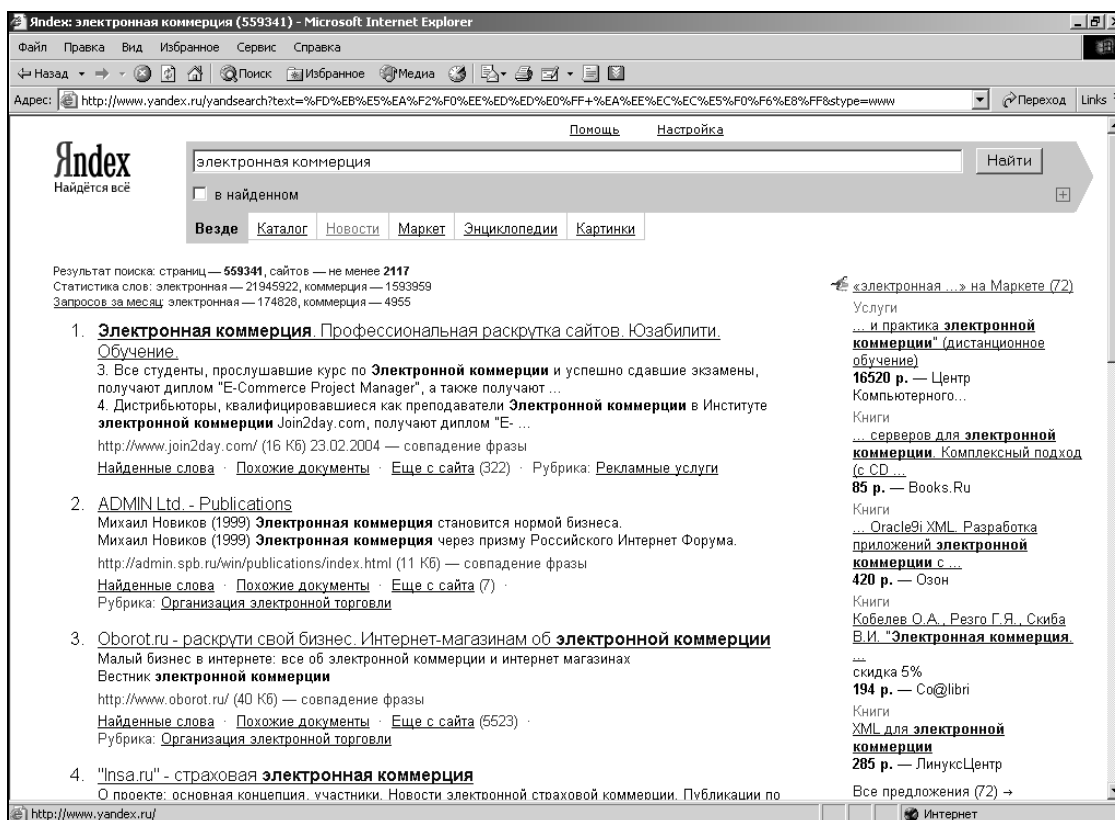 Яndex: электронная коммерция (559341) - Microsoft Internet Explorer
Файл Правка Вид Избранное Сервис Справка
Назад Поиск Избранное Медиа
Адрес: http://www.yandex.ru/yandsearch?text=%FD%EB%E5%EA%F2%F0%EE%ED%ED%E0%FF+%EA%EE%EC%EC%E5%F0%F6%E8%FF&stype=www Переход Links
Помощь Настройка
Яndex
Найдётся всё
электронная коммерция Найти
в найденном
Везде Каталог Новости Маркет Энциклопедии Картинки
Результат поиска: страниц — 559341, сайтов — не менее 2117
Статистика слов: электронная — 21945922, коммерция — 1593959
Запросов за месяц: электронная — 174828, коммерция — 4955
1. Электронная коммерция. Профессиональная раскрутка сайтов. Юзабилити.
Обучение.
3. Все студенты, прослушавшие курс по Электронной коммерции и успешно сдавшие экзамены,
получают диплом "E-Commerce Project Manager", а также получают ...
4. Дистрибьюторы, квалифицировавшиеся как преподаватели Электронной коммерции в Институте
электронной коммерции Join2day.com, получают диплом "E- ...
http://www.join2day.com/ (16 Кб) 23.02.2004 — совпадение фразы
Найденные слова · Похожие документы · Еще с сайта (322) · Рубрика: Рекламные услуги
2. ADMIN Ltd. - Publications
Михаил Новиков (1999) Электронная коммерция становится нормой бизнеса.
Михаил Новиков (1999) Электронная коммерция через призму Российского Интернет Форума.
http://admin.spb.ru/win/publications/index.html (11 Кб) — совпадение фразы
Найденные слова · Похожие документы · Еще с сайта (7) ·
Рубрика: Организация электронной торговли
3. Oborot.ru - раскрути свой бизнес. Интернет-магазинам об электронной коммерции
Малый бизнес в интернете: все об электронной коммерции и интернет магазинах
Вестник электронной коммерции
http://www.oborot.ru/ (40 Кб) — совпадение фразы
Найденные слова · Похожие документы · Еще с сайта (5523) ·
Рубрика: Организация электронной торговли
4. "Insa.ru" - страховая электронная коммерция
О проекте: основная концепция, участники. Новости электронной страховой коммерции. Публикации по
«электронная ...» на Маркете (72)
Услуги
... и практика электронной
коммерции" (дистанционное
обучение)
16520 р. — Центр
Компьютерного...
Книги
... серверов для электронной
коммерции. Комплексный подход
(с CD ...
85 р. — Books.Ru
Книги
... Oracle9i XML. Разработка
приложений электронной
коммерции с ...
420 р. — Озон
Книги
Кобелев О.А., Резго Г.Я., Скиба
В.И. "Электронная коммерция.
...
скидка 5%
194 р. — Co@libri
Книги
XML для электронной
коммерции
285 р. — ЛинуксЦентр
Все предложения (72) →
http://www.yandex.ru/ Интернет